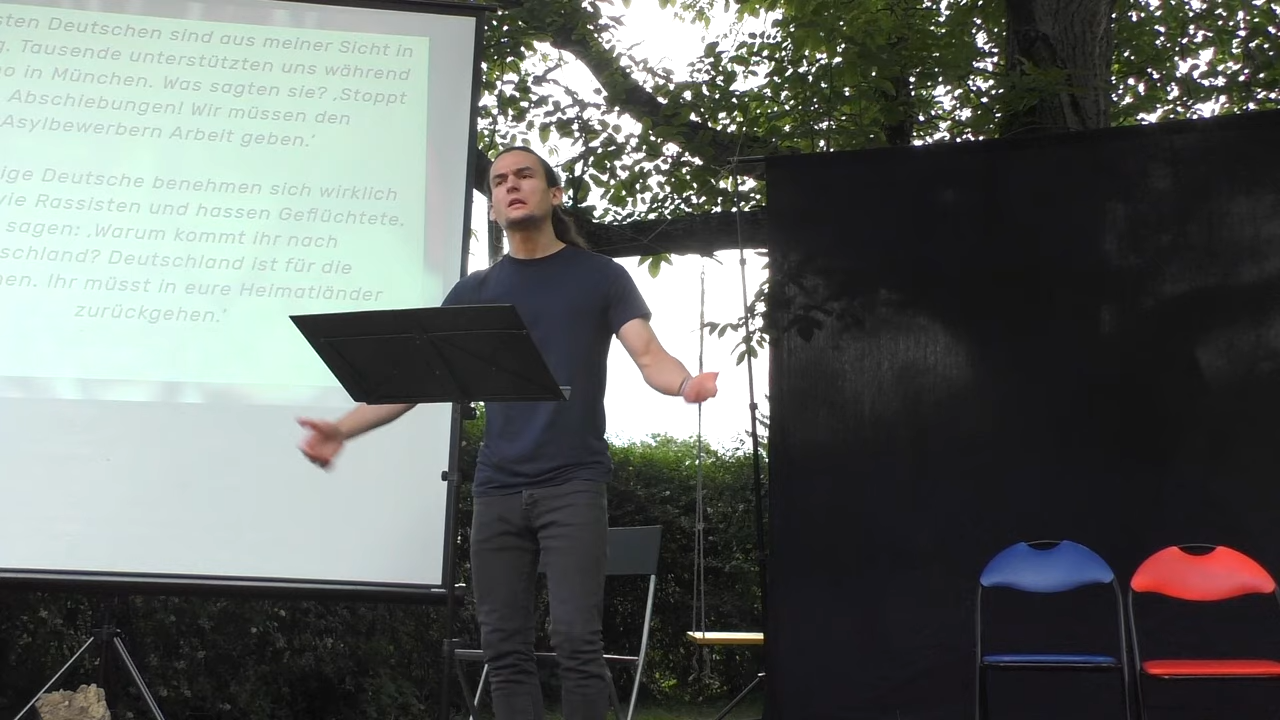 sten Deutschen sind aus meiner Sicht in
g. Tausende unterstützten uns während
o in München. Was sagten sie? ‚Stoppt
Abschiebungen! Wir müssen den
Asylbewerbern Arbeit geben.‘
ige Deutsche benehmen sich wirklich
wie Rassisten und hassen Geflüchtete.
sagen: ‚Warum kommt ihr nach
schland? Deutschland ist für die
hen. Ihr müsst in eure Heimatländer
zurückgehen.‘